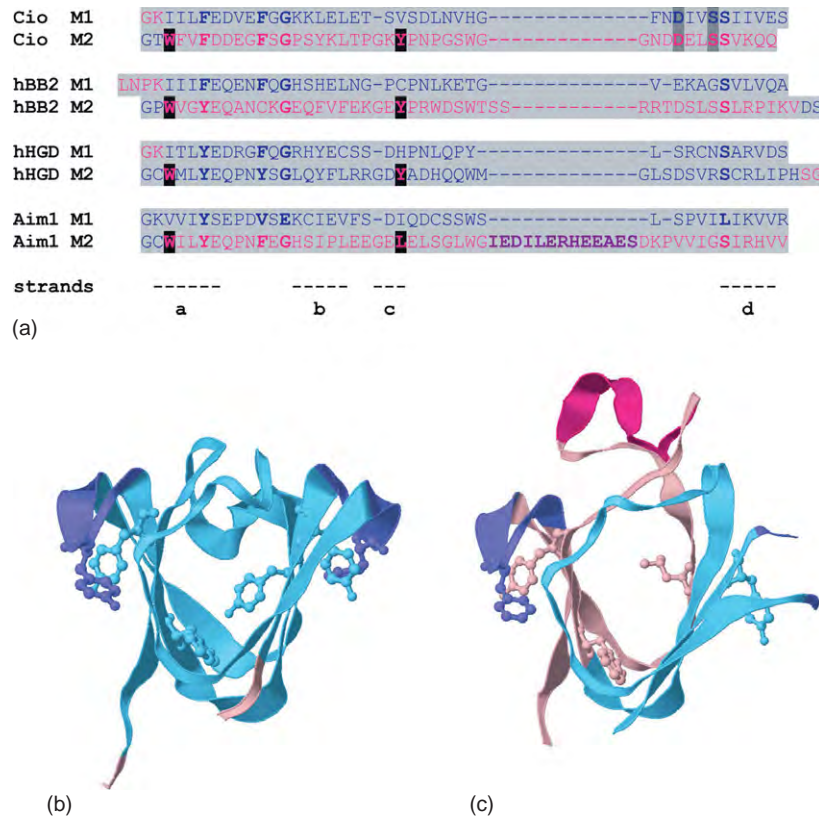 Cio M1 GKIILFEDVEFGGKKLELET-SVSDLNVHG--------------FNDIVSSIIVES
Cio M2 GTWFVFDDEGFSGPSYKLTPGKYPNPGSWG-------------GNDDELSSVKQQ
hBB2 M1 LNPKIIIFEQENFQGHSHELNG-PCPNLKETG--------------V-EKAGSVLVQA
hBB2 M2 GPWVGYEQANCKGEQFVFEKGEYPRWDSWTSS-----------RRTDSLSSLRPIKVDS
hHGD M1 GKITLYEDRGFQGRHYECSS-DHPNLQPY---------------L-SRCNSARVDS
hHGD M2 GCWMLYEQPNYSGLQYFLRRGDYADHQQWM-------------GLSDSVRSCRLIPHSG
Aim1 M1 GKVVIYSEPDVSEKCIEVFS-DIQDCSSWS--------------L-SPVILIKVVR
Aim1 M2 GCWILYEQPNFEGHSIPLEEGELELSGLWGIEDILERHEEAESDKPVVIGSIRHVV
strands ------ ----- --- -----
a b c d
(a)
(b) (c)